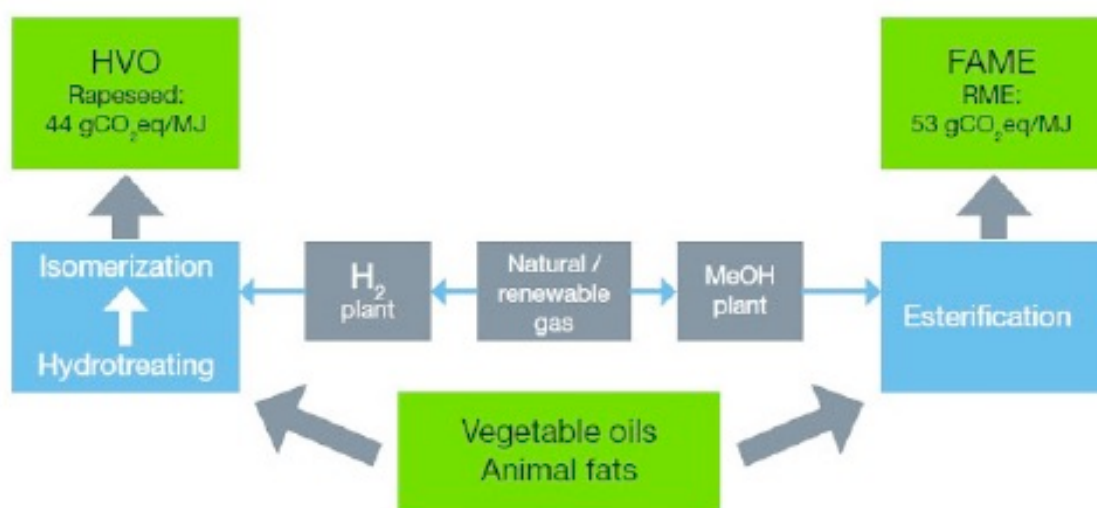 HVO
Rapeseed:
44 gCO₂eq/MJ
FAME
RME:
53 gCO₂eq/MJ
Isomerization
Hydrotreating
H₂
plant
Natural /
renewable
gas
MeOH
plant
Esterification
Vegetable oils
Animal fats